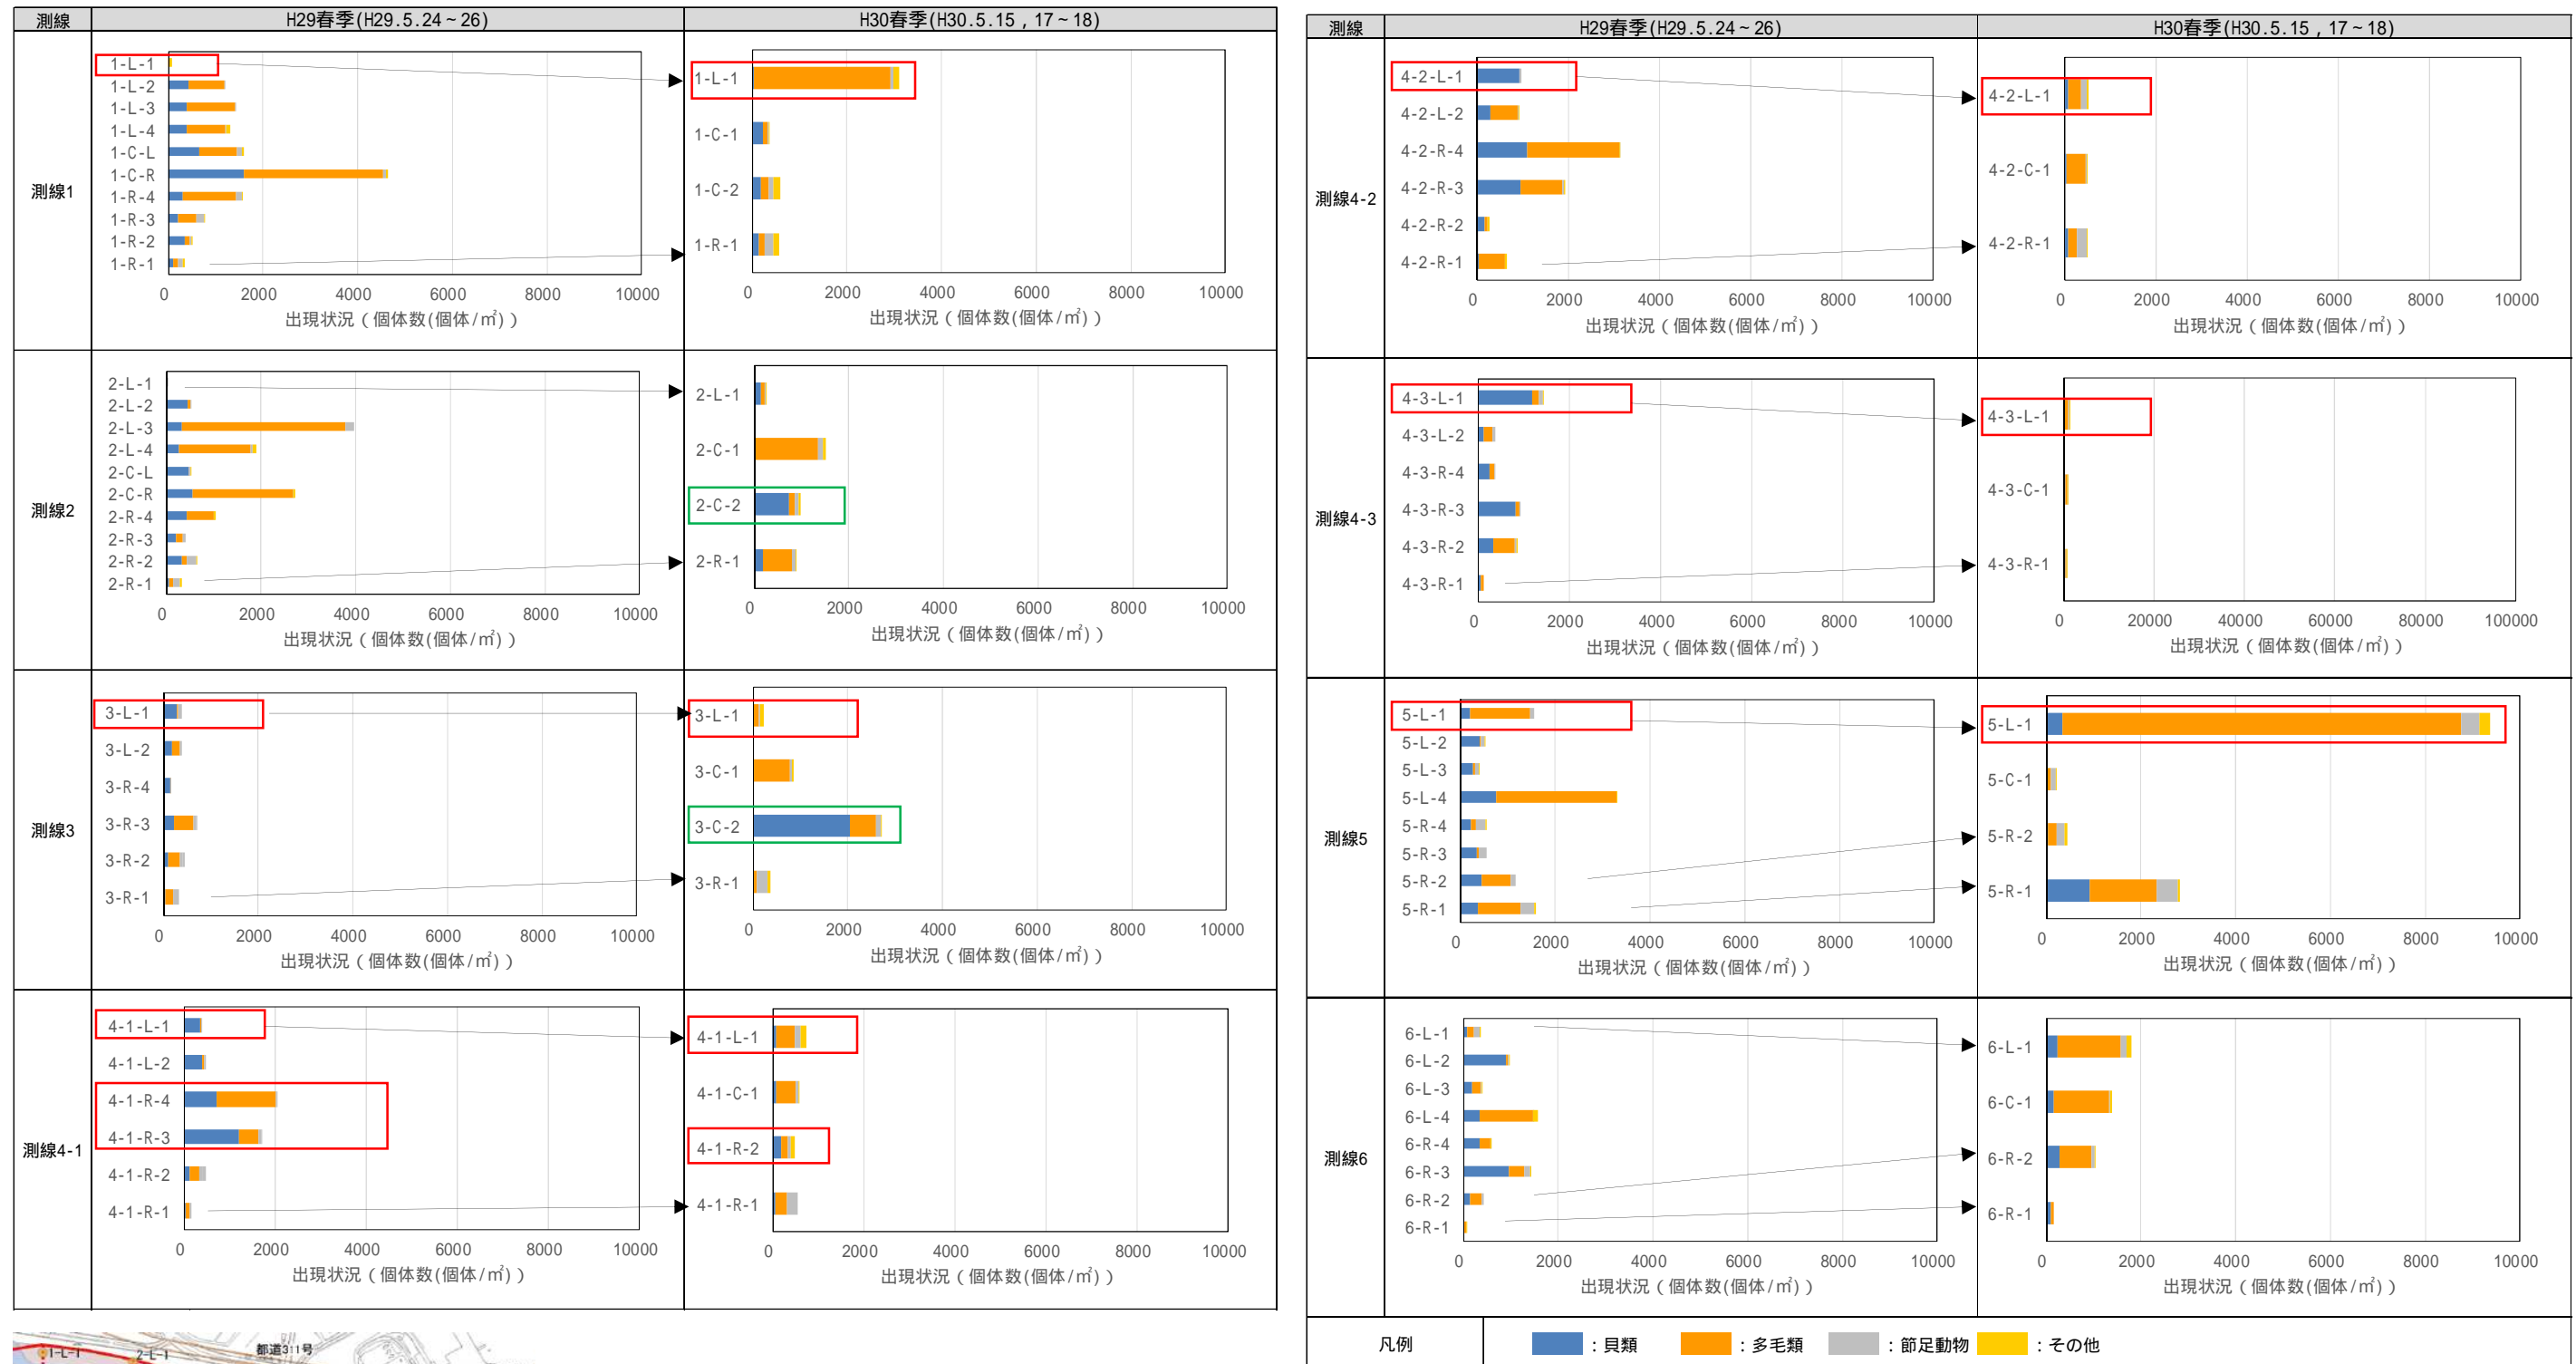 測線 H29春季(H29.5.24～26) H30春季(H30.5.15，17～18)
測線1
1-L-1
1-L-2
1-L-3
1-L-4
1-C-L
1-C-R
1-R-4
1-R-3
1-R-2
1-R-1
0 2000 4000 6000 8000 10000
出現状況（個体数(個体/㎡)）
1-L-1
1-C-1
1-C-2
1-R-1
0 2000 4000 6000 8000 10000
出現状況（個体数(個体/㎡)）
測線2
2-L-1
2-L-2
2-L-3
2-L-4
2-C-L
2-C-R
2-R-4
2-R-3
2-R-2
2-R-1
0 2000 4000 6000 8000 10000
出現状況（個体数(個体/㎡)）
2-L-1
2-C-1
2-C-2
2-R-1
0 2000 4000 6000 8000 10000
出現状況（個体数(個体/㎡)）
測線3
3-L-1
3-L-2
3-R-4
3-R-3
3-R-2
3-R-1
0 2000 4000 6000 8000 10000
出現状況（個体数(個体/㎡)）
3-L-1
3-C-1
3-C-2
3-R-1
0 2000 4000 6000 8000 10000
出現状況（個体数(個体/㎡)）
測線4-1
4-1-L-1
4-1-L-2
4-1-R-4
4-1-R-3
4-1-R-2
4-1-R-1
0 2000 4000 6000 8000 10000
出現状況（個体数(個体/㎡)）
4-1-L-1
4-1-C-1
4-1-R-2
4-1-R-1
0 2000 4000 6000 8000 10000
出現状況（個体数(個体/㎡)）
1-L-1 2-L-1 都道311号
測線 H29春季(H29.5.24～26) H30春季(H30.5.15，17～18)
測線4-2
4-2-L-1
4-2-L-2
4-2-R-4
4-2-R-3
4-2-R-2
4-2-R-1
0 2000 4000 6000 8000 10000
出現状況（個体数(個体/㎡)）
4-2-L-1
4-2-C-1
4-2-R-1
0 2000 4000 6000 8000 10000
出現状況（個体数(個体/㎡)）
測線4-3
4-3-L-1
4-3-L-2
4-3-R-4
4-3-R-3
4-3-R-2
4-3-R-1
0 2000 4000 6000 8000 10000
出現状況（個体数(個体/㎡)）
4-3-L-1
4-3-C-1
4-3-R-1
0 20000 40000 60000 80000 100000
出現状況（個体数(個体/㎡)）
測線5
5-L-1
5-L-2
5-L-3
5-L-4
5-R-4
5-R-3
5-R-2
5-R-1
0 2000 4000 6000 8000 10000
出現状況（個体数(個体/㎡)）
5-L-1
5-C-1
5-R-2
5-R-1
0 2000 4000 6000 8000 10000
出現状況（個体数(個体/㎡)）
測線6
6-L-1
6-L-2
6-L-3
6-L-4
6-R-4
6-R-3
6-R-2
6-R-1
0 2000 4000 6000 8000 10000
出現状況（個体数(個体/㎡)）
6-L-1
6-C-1
6-R-2
6-R-1
0 2000 4000 6000 8000 10000
出現状況（個体数(個体/㎡)）
凡例 ：貝類 ：多毛類 ：節足動物 ：その他